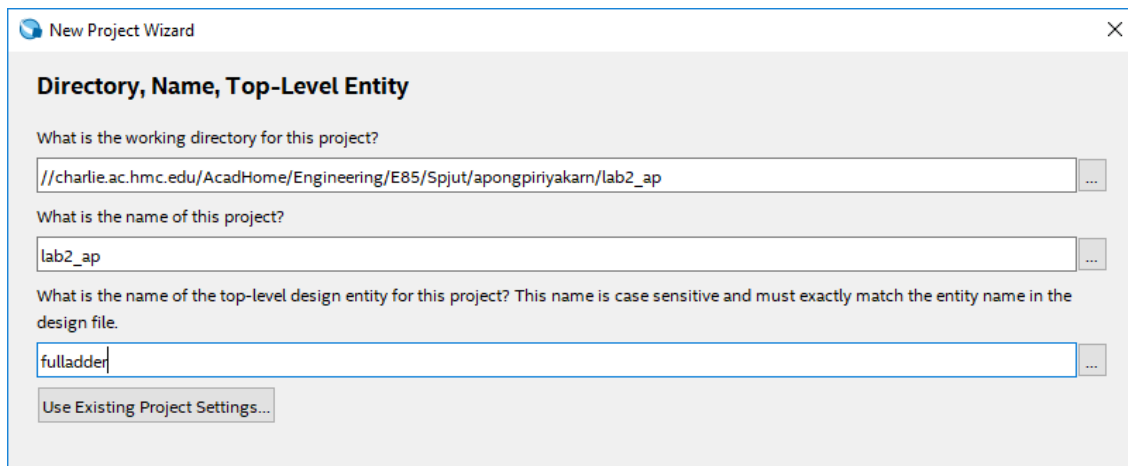 New Project Wizard
Directory, Name, Top-Level Entity
What is the working directory for this project?
//charlie.ac.hmc.edu/AcadHome/Engineering/E85/Spjut/apongpiriyakarn/lab2_ap
...
What is the name of this project?
lab2_ap
...
What is the name of the top-level design entity for this project? This name is case sensitive and must exactly match the entity name in the
design file.
fulladder
...
Use Existing Project Settings...